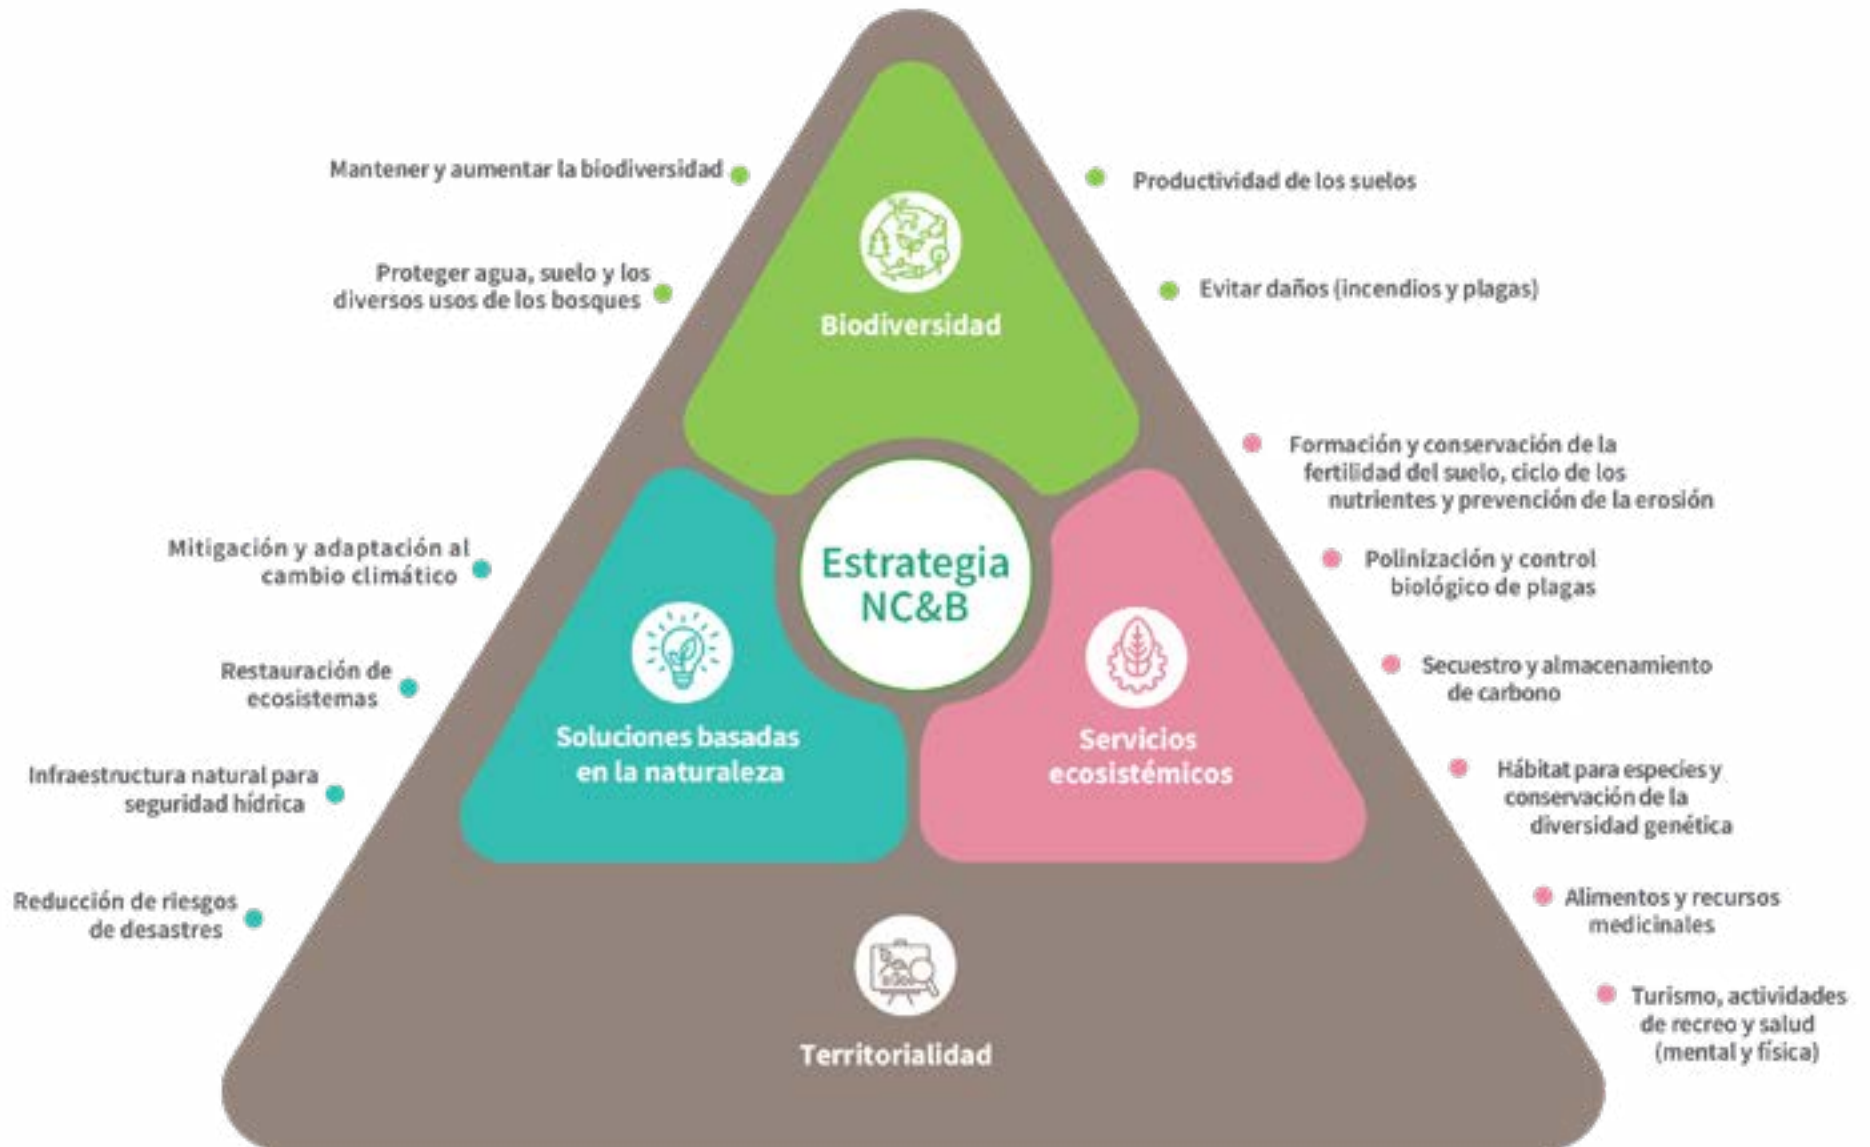 Mantener y aumentar la biodiversidad
Proteger agua, suelo y los
diversos usos de los bosques
Productividad de los suelos
Evitar daños (incendios y plagas)
Biodiversidad
Estrategia
NC&B
Mitigación y adaptación al
cambio climático
Restauración de
ecosistemas
Infraestructura natural para
seguridad hídrica
Reducción de riesgos
de desastres
Soluciones basadas
en la naturaleza
Servicios
ecosistémicos
Formación y conservación de la
fertilidad del suelo, ciclo de los
nutrientes y prevención de la erosión
Polinización y control
biológico de plagas
Secuestro y almacenamiento
de carbono
Hábitat para especies y
conservación de la
diversidad genética
Alimentos y recursos
medicinales
Turismo, actividades
de recreo y salud
(mental y física)
Territorialidad